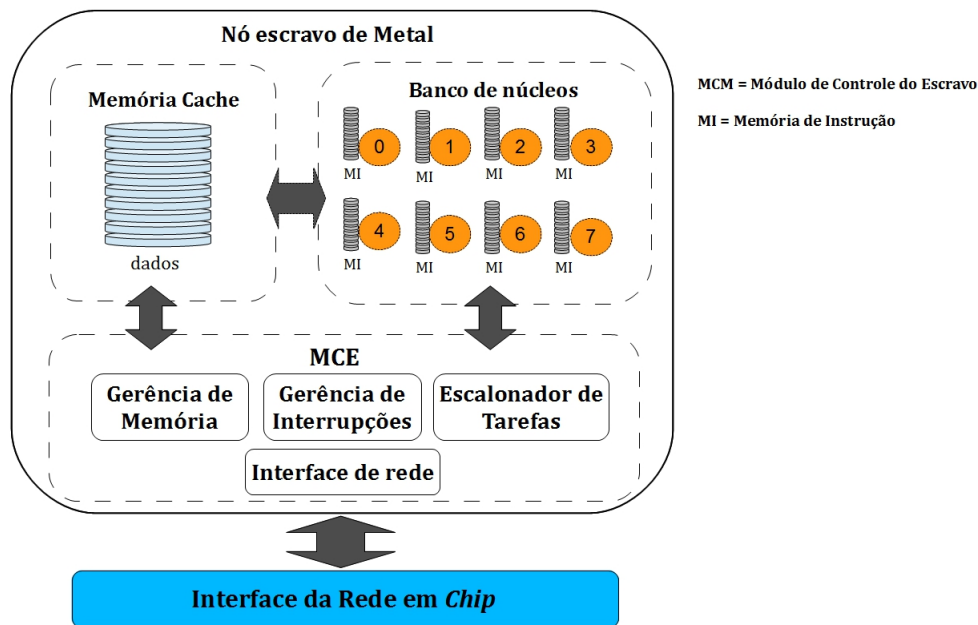 Nó escravo de Metal
Memória Cache
dados
Banco de núcleos
0
MI
1
MI
2
MI
3
MI
4
MI
5
MI
6
MI
7
MI
MCM = Módulo de Controle do Escravo
MI = Memória de Instrução
MCE
Gerência de
Memória
Gerência de
Interrupções
Escalonador de
Tarefas
Interface de rede
Interface da Rede em Chip